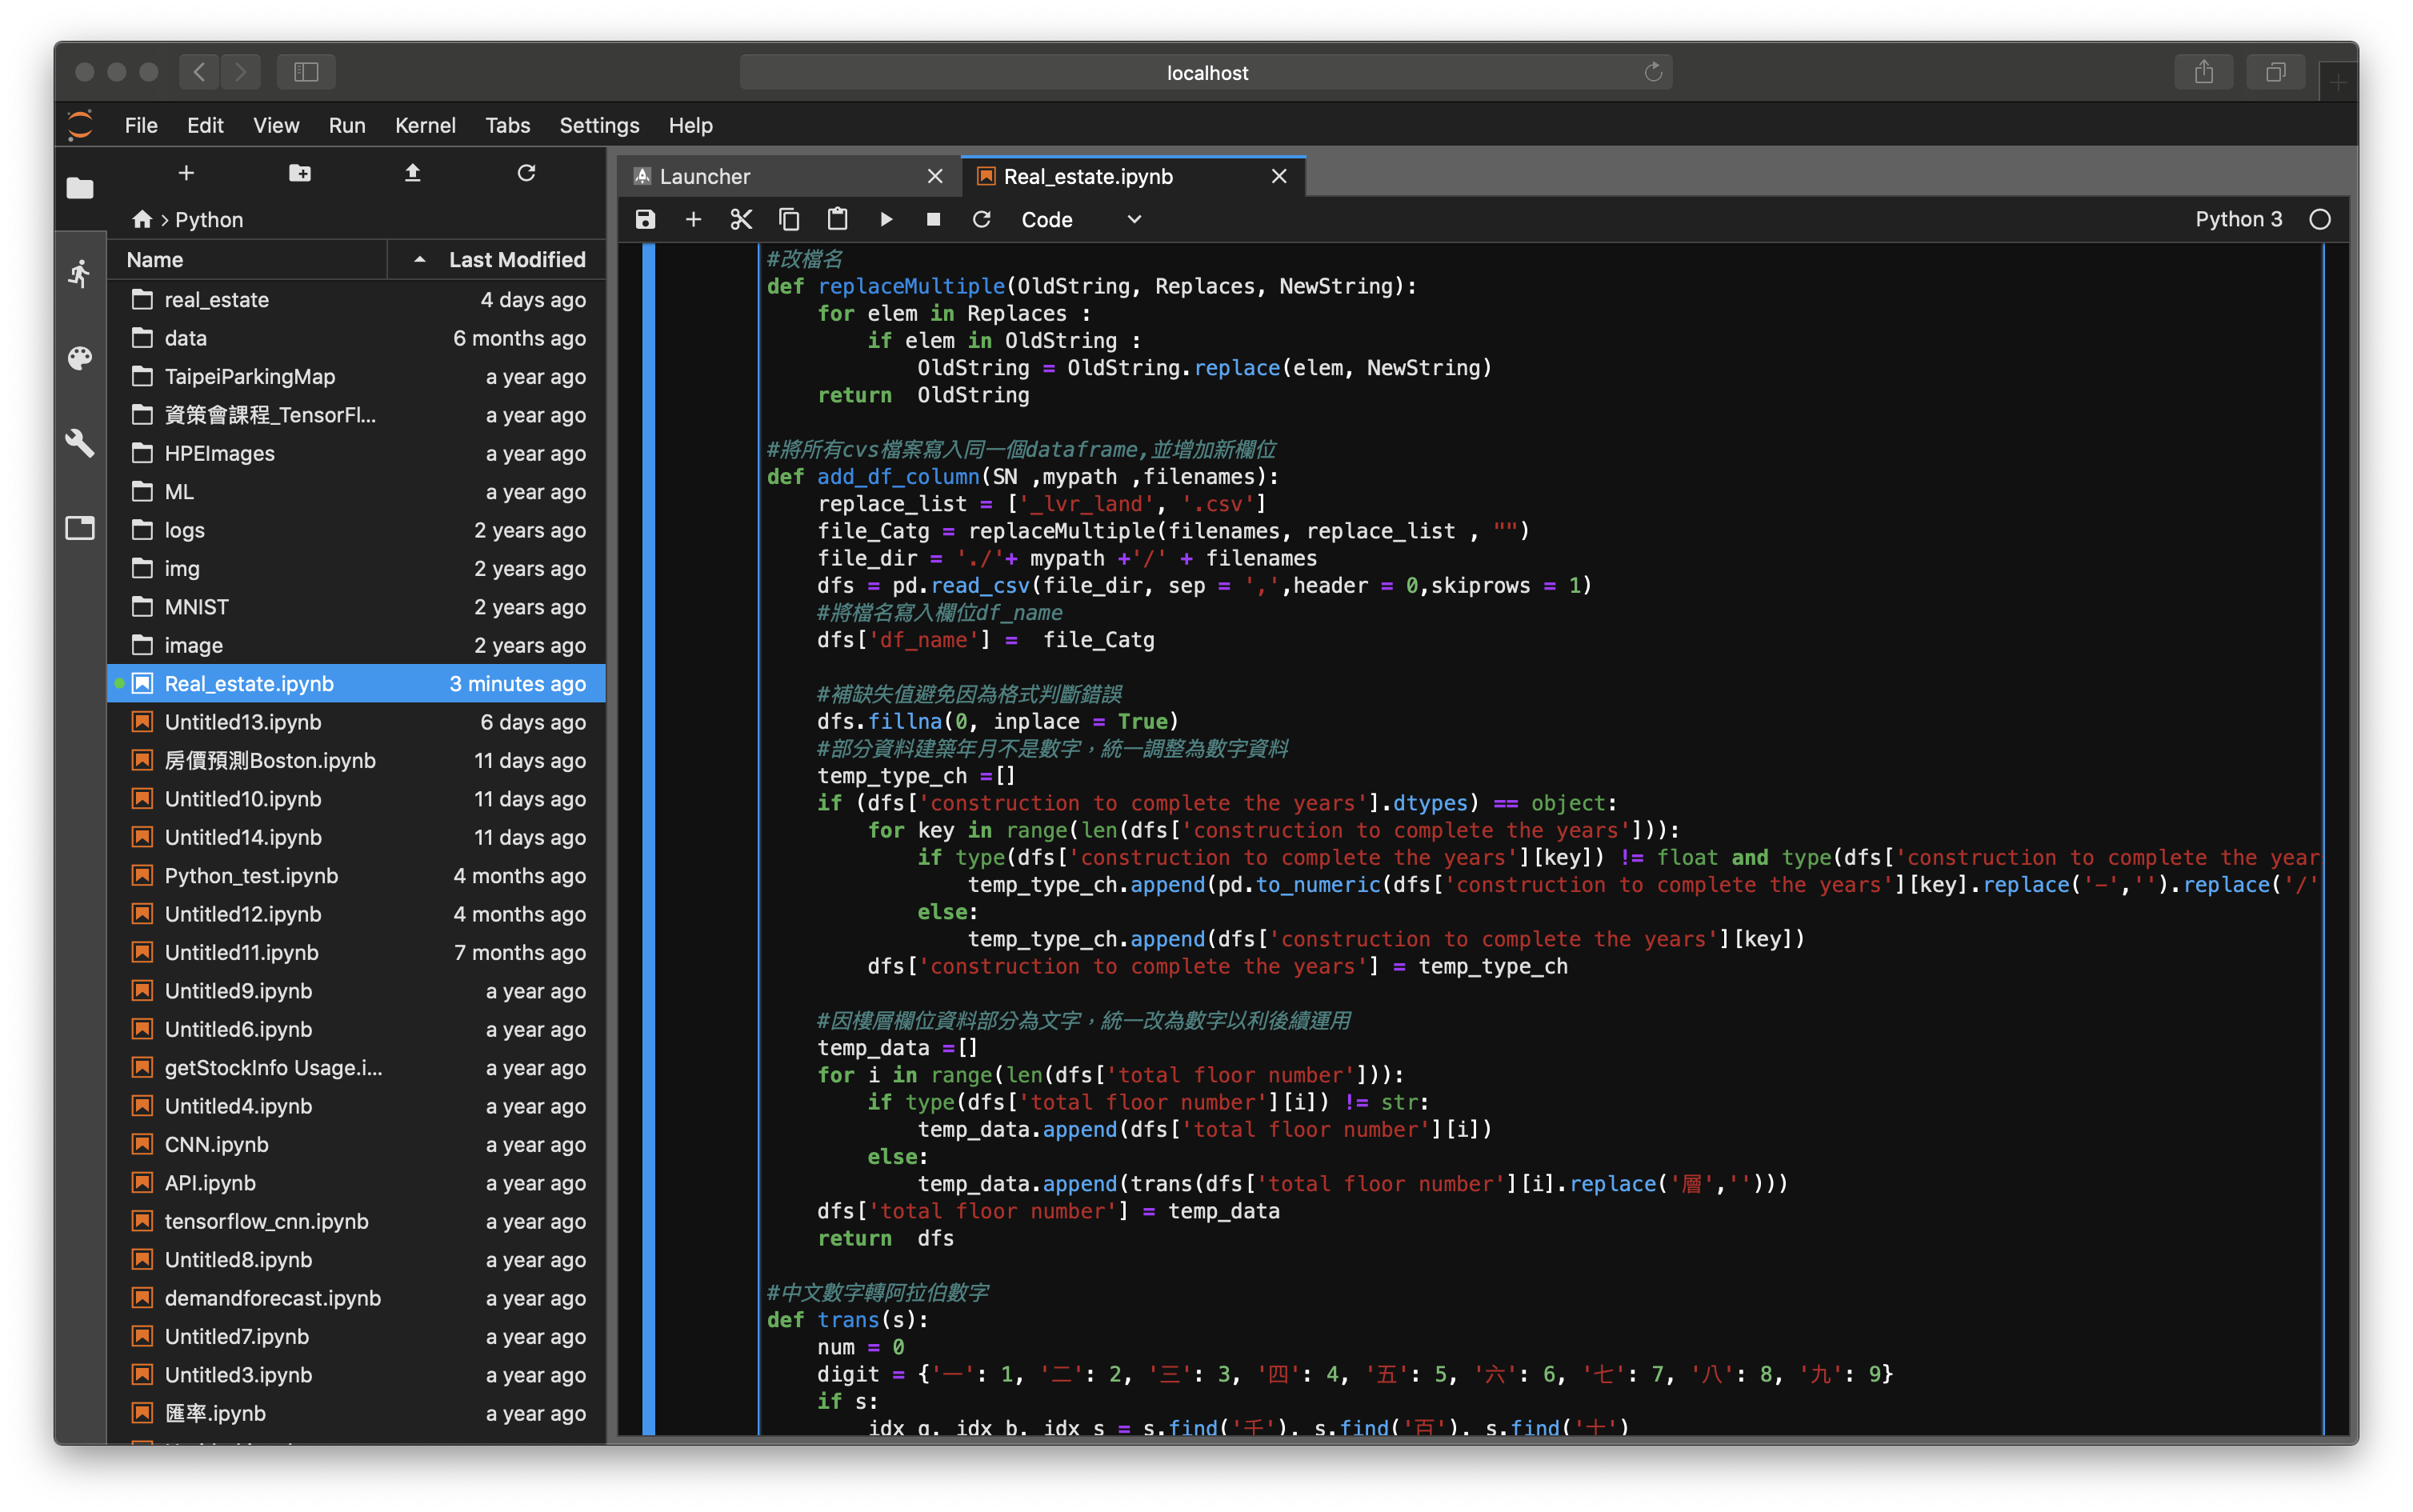 localhost
File Edit View Run Kernel Tabs Settings Help
Python
Name Last Modified
real_estate 4 days ago
data 6 months ago
TaipeiParkingMap a year ago
資策會課程_TensorFl... a year ago
HPEImages a year ago
ML a year ago
logs 2 years ago
img 2 years ago
MNIST 2 years ago
image 2 years ago
Real_estate.ipynb 3 minutes ago
Untitled13.ipynb 6 days ago
房價預測Boston.ipynb 11 days ago
Untitled10.ipynb 11 days ago
Untitled14.ipynb 11 days ago
Python_test.ipynb 4 months ago
Untitled12.ipynb 4 months ago
Untitled11.ipynb 7 months ago
Untitled9.ipynb a year ago
Untitled6.ipynb a year ago
getStockInfo Usage.i... a year ago
Untitled4.ipynb a year ago
CNN.ipynb a year ago
API.ipynb a year ago
tensorflow_cnn.ipynb a year ago
Untitled8.ipynb a year ago
demandforecast.ipynb a year ago
Untitled7.ipynb a year ago
Untitled3.ipynb a year ago
匯率.ipynb a year ago
Launcher Real_estate.ipynb
Code Python 3
#改檔名
def replaceMultiple(OldString, Replaces, NewString):
    for elem in Replaces :
        if elem in OldString :
            OldString = OldString.replace(elem, NewString)
    return  OldString
#將所有cvs檔案寫入同一個dataframe,並增加新欄位
def add_df_column(SN ,mypath ,filenames):
    replace_list = ['_lvr_land', '.csv']
    file_Catg = replaceMultiple(filenames, replace_list , "")
    file_dir = './'+ mypath +'/' + filenames
    dfs = pd.read_csv(file_dir, sep = ',',header = 0,skiprows = 1)
    #將檔名寫入欄位df_name
    dfs['df_name'] =  file_Catg
    #補缺失值避免因為格式判斷錯誤
    dfs.fillna(0, inplace = True)
    #部分資料建築年月不是數字，統一調整為數字資料
    temp_type_ch =[]
    if (dfs['construction to complete the years'].dtypes) == object:
        for key in range(len(dfs['construction to complete the years'])):
            if type(dfs['construction to complete the years'][key]) != float and type(dfs['construction to complete the year
                temp_type_ch.append(pd.to_numeric(dfs['construction to complete the years'][key].replace('-','').replace('/'
            else:
                temp_type_ch.append(dfs['construction to complete the years'][key])
        dfs['construction to complete the years'] = temp_type_ch
    #因樓層欄位資料部分為文字，統一改為數字以利後續運用
    temp_data =[]
    for i in range(len(dfs['total floor number'])):
        if type(dfs['total floor number'][i]) != str:
            temp_data.append(dfs['total floor number'][i])
        else:
            temp_data.append(trans(dfs['total floor number'][i].replace('層','')))
    dfs['total floor number'] = temp_data
    return  dfs
#中文數字轉阿拉伯數字
def trans(s):
    num = 0
    digit = {'一': 1, '二': 2, '三': 3, '四': 4, '五': 5, '六': 6, '七': 7, '八': 8, '九': 9}
    if s:
        idx_q, idx_b, idx_s = s.find('千'), s.find('百'), s.find('十')